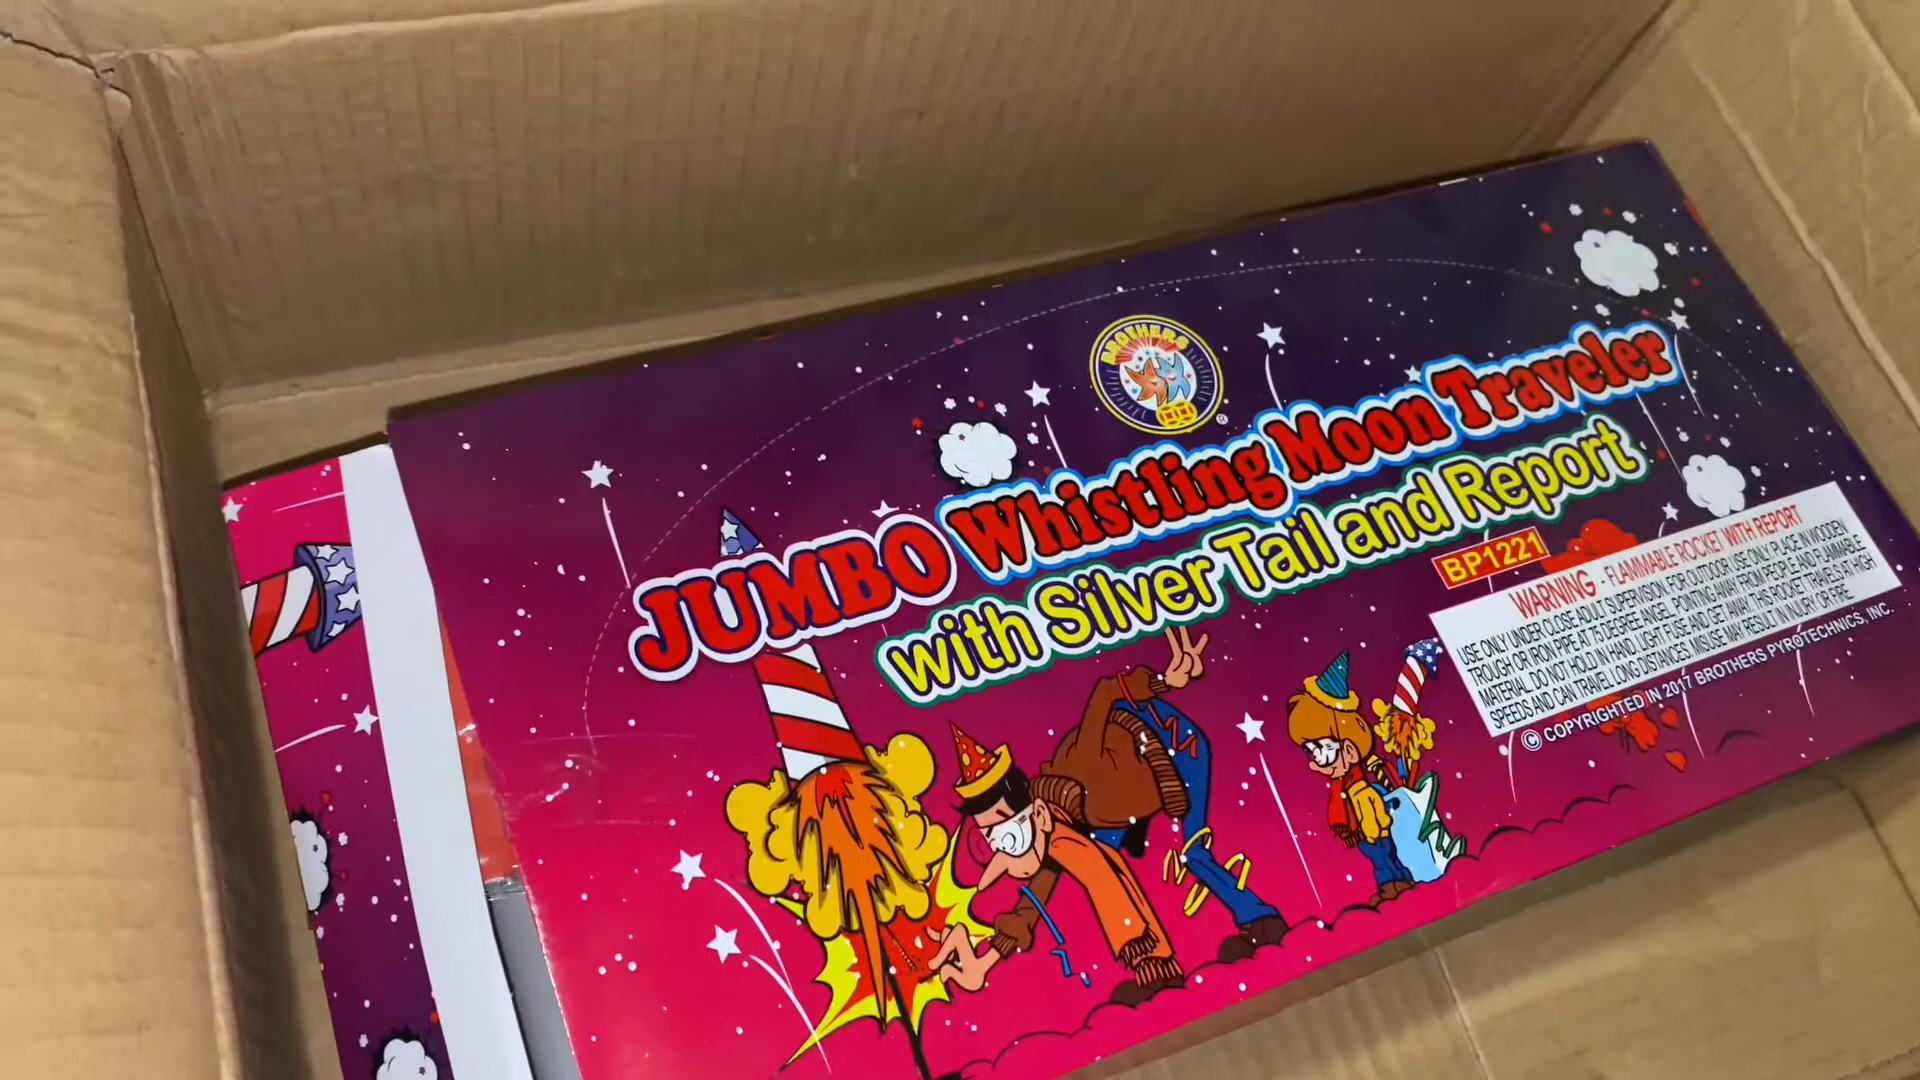 BROTHERS
®
JUMBO Whistling Moon Traveler
with Silver Tail and Report
BP1221
WARNING - FLAMMABLE ROCKET WITH REPORT
USE ONLY UNDER CLOSE ADULT SUPERVISION. FOR OUTDOOR USE ONLY. PLACE IN WOODEN
TROUGH OR IRON PIPE AT 75 DEGREE ANGEL, POINTING AWAY FROM PEOPLE AND FLAMMABLE
MATERIAL. DO NOT HOLD IN HAND. LIGHT FUSE AND GET AWAY. THIS ROCKET TRAVELS AT HIGH
SPEEDS AND CAN TRAVEL LONG DISTANCES. MISUSE MAY RESULT IN INJURY OR FIRE.
© COPYRIGHTED IN 2017 BROTHERS PYROTECHNICS, INC.